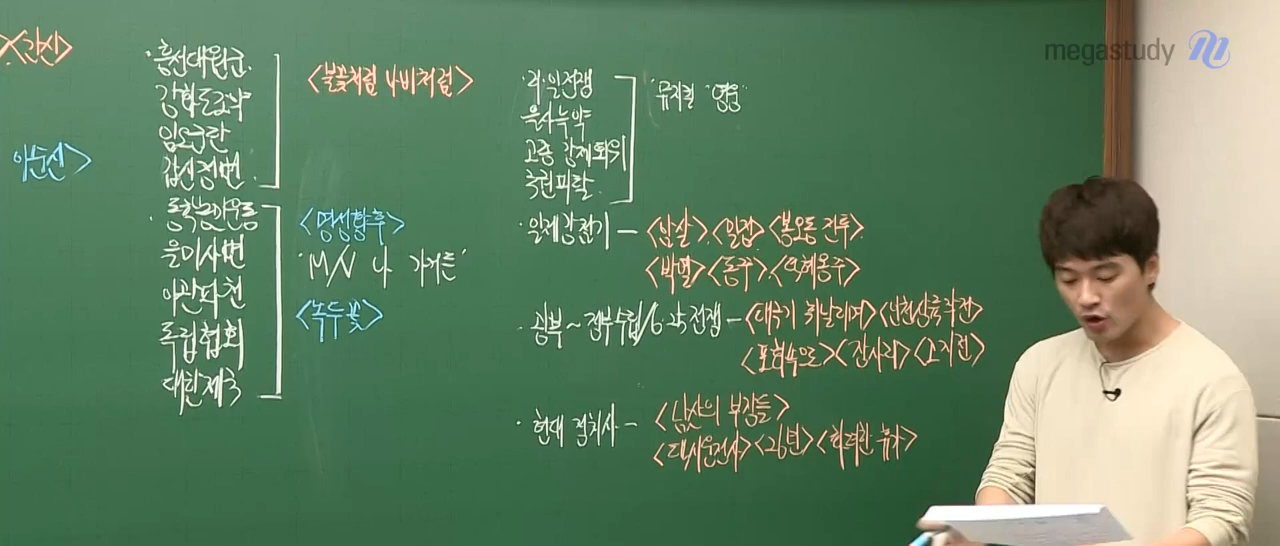 <간신>
이순신>
·흥선대원군
강화도조약
임오군란
갑신정변
<불꽃처럼 나비처럼>
·동학농민운동
을미사변
아관파천
독립협회
대한제국
<명성황후>
"M/V 나 가거든"
<녹두꽃>
·러·일전쟁
을사늑약
고종 강제퇴위
국권피탈
뮤지컬 "영웅"
·일제강점기 - <암살>, <밀정>, <봉오동 전투>
<박열>, <동주>, <덕혜옹주>
·광복~정부수립/6·25전쟁 - <태극기 휘날리며> <인천상륙작전>
<포화속으로> <장사리> <고지전>
·현대 정치사 - <남산의 부장들>
<택시운전사> <26년> <화려한 휴가>
megastudy